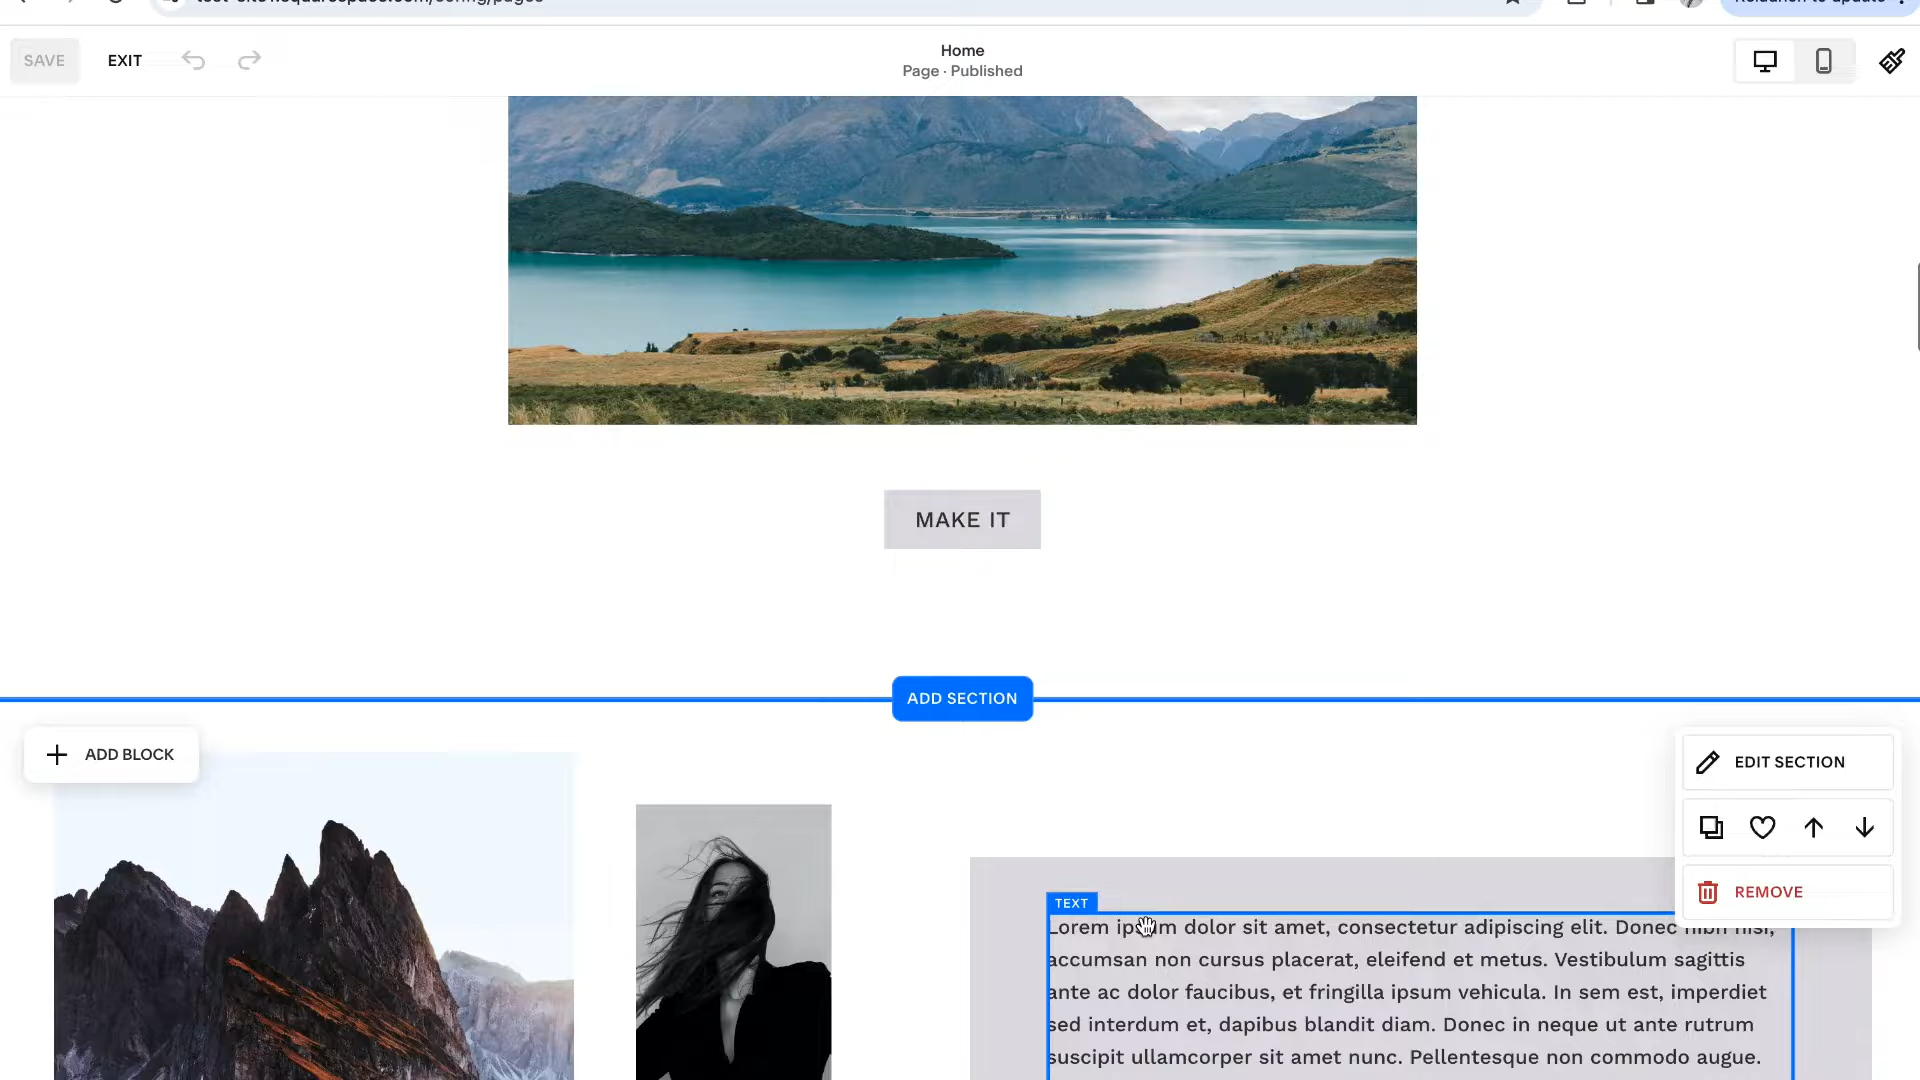 SAVE
EXIT
Home
Page · Published
MAKE IT
ADD SECTION
ADD BLOCK
EDIT SECTION
REMOVE
TEXT
Lorem ipsum dolor sit amet, consectetur adipiscing elit. Donec nibh nisi,
accumsan non cursus placerat, eleifend et metus. Vestibulum sagittis
ante ac dolor faucibus, et fringilla ipsum vehicula. In sem est, imperdiet
sed interdum et, dapibus blandit diam. Donec in neque ut ante rutrum
suscipit ullamcorper sit amet nunc. Pellentesque non commodo augue.